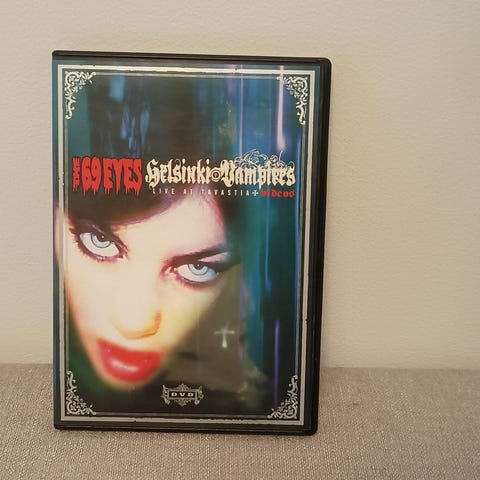 THE 69 EYES Helsinki Vampires
LIVE AT TAVASTIA + videos
DVD